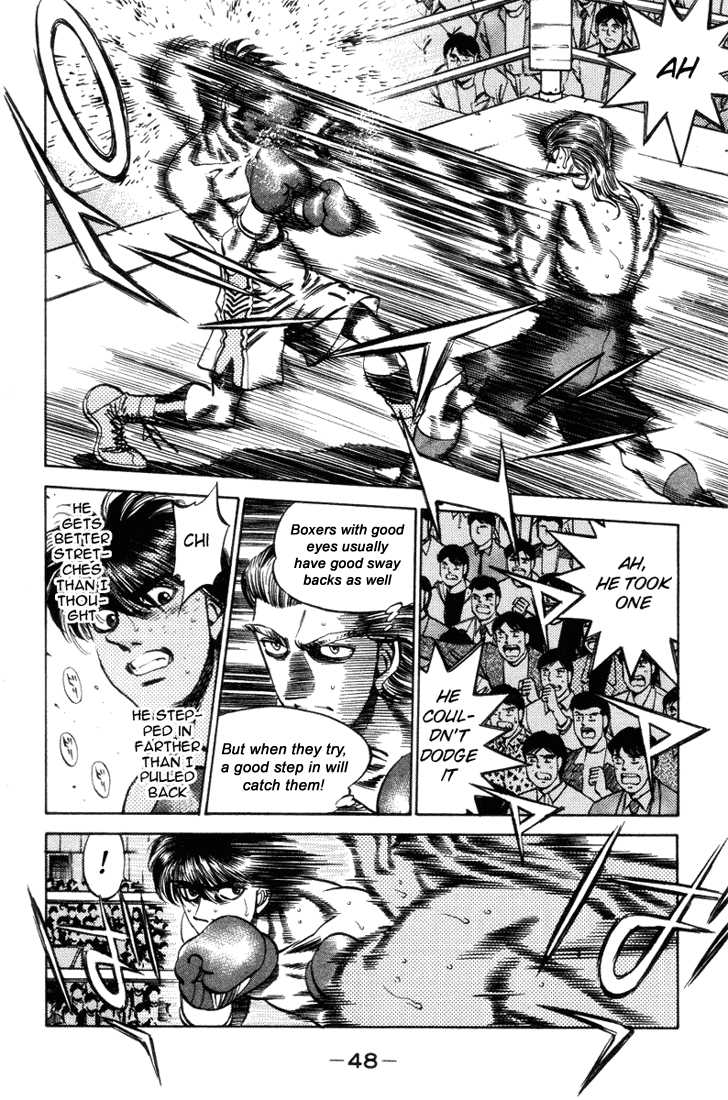 AH
AH,
HE TOOK
ONE
HE
COUL-
DN'T
DODGE
IT
Boxers with good
eyes usually
have good sway
backs as well
But when they try,
a good step in will
catch them!
CHI
HE
GETS
BETTER
STRET-
CHES
THAN I
THOU-
GHT
HE STEP-
PED IN
FARTHER
THAN I
PULLED
BACK
!
-48-